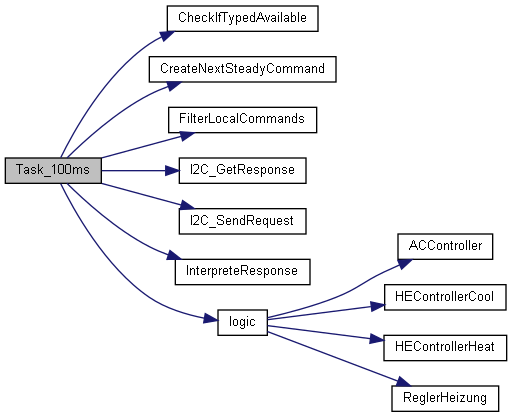 CheckIfTypedAvailable
CreateNextSteadyCommand
FilterLocalCommands
Task_100ms
I2C_GetResponse
I2C_SendRequest
InterpreteResponse
logic
ACController
HEControllerCool
HEControllerHeat
ReglerHeizung